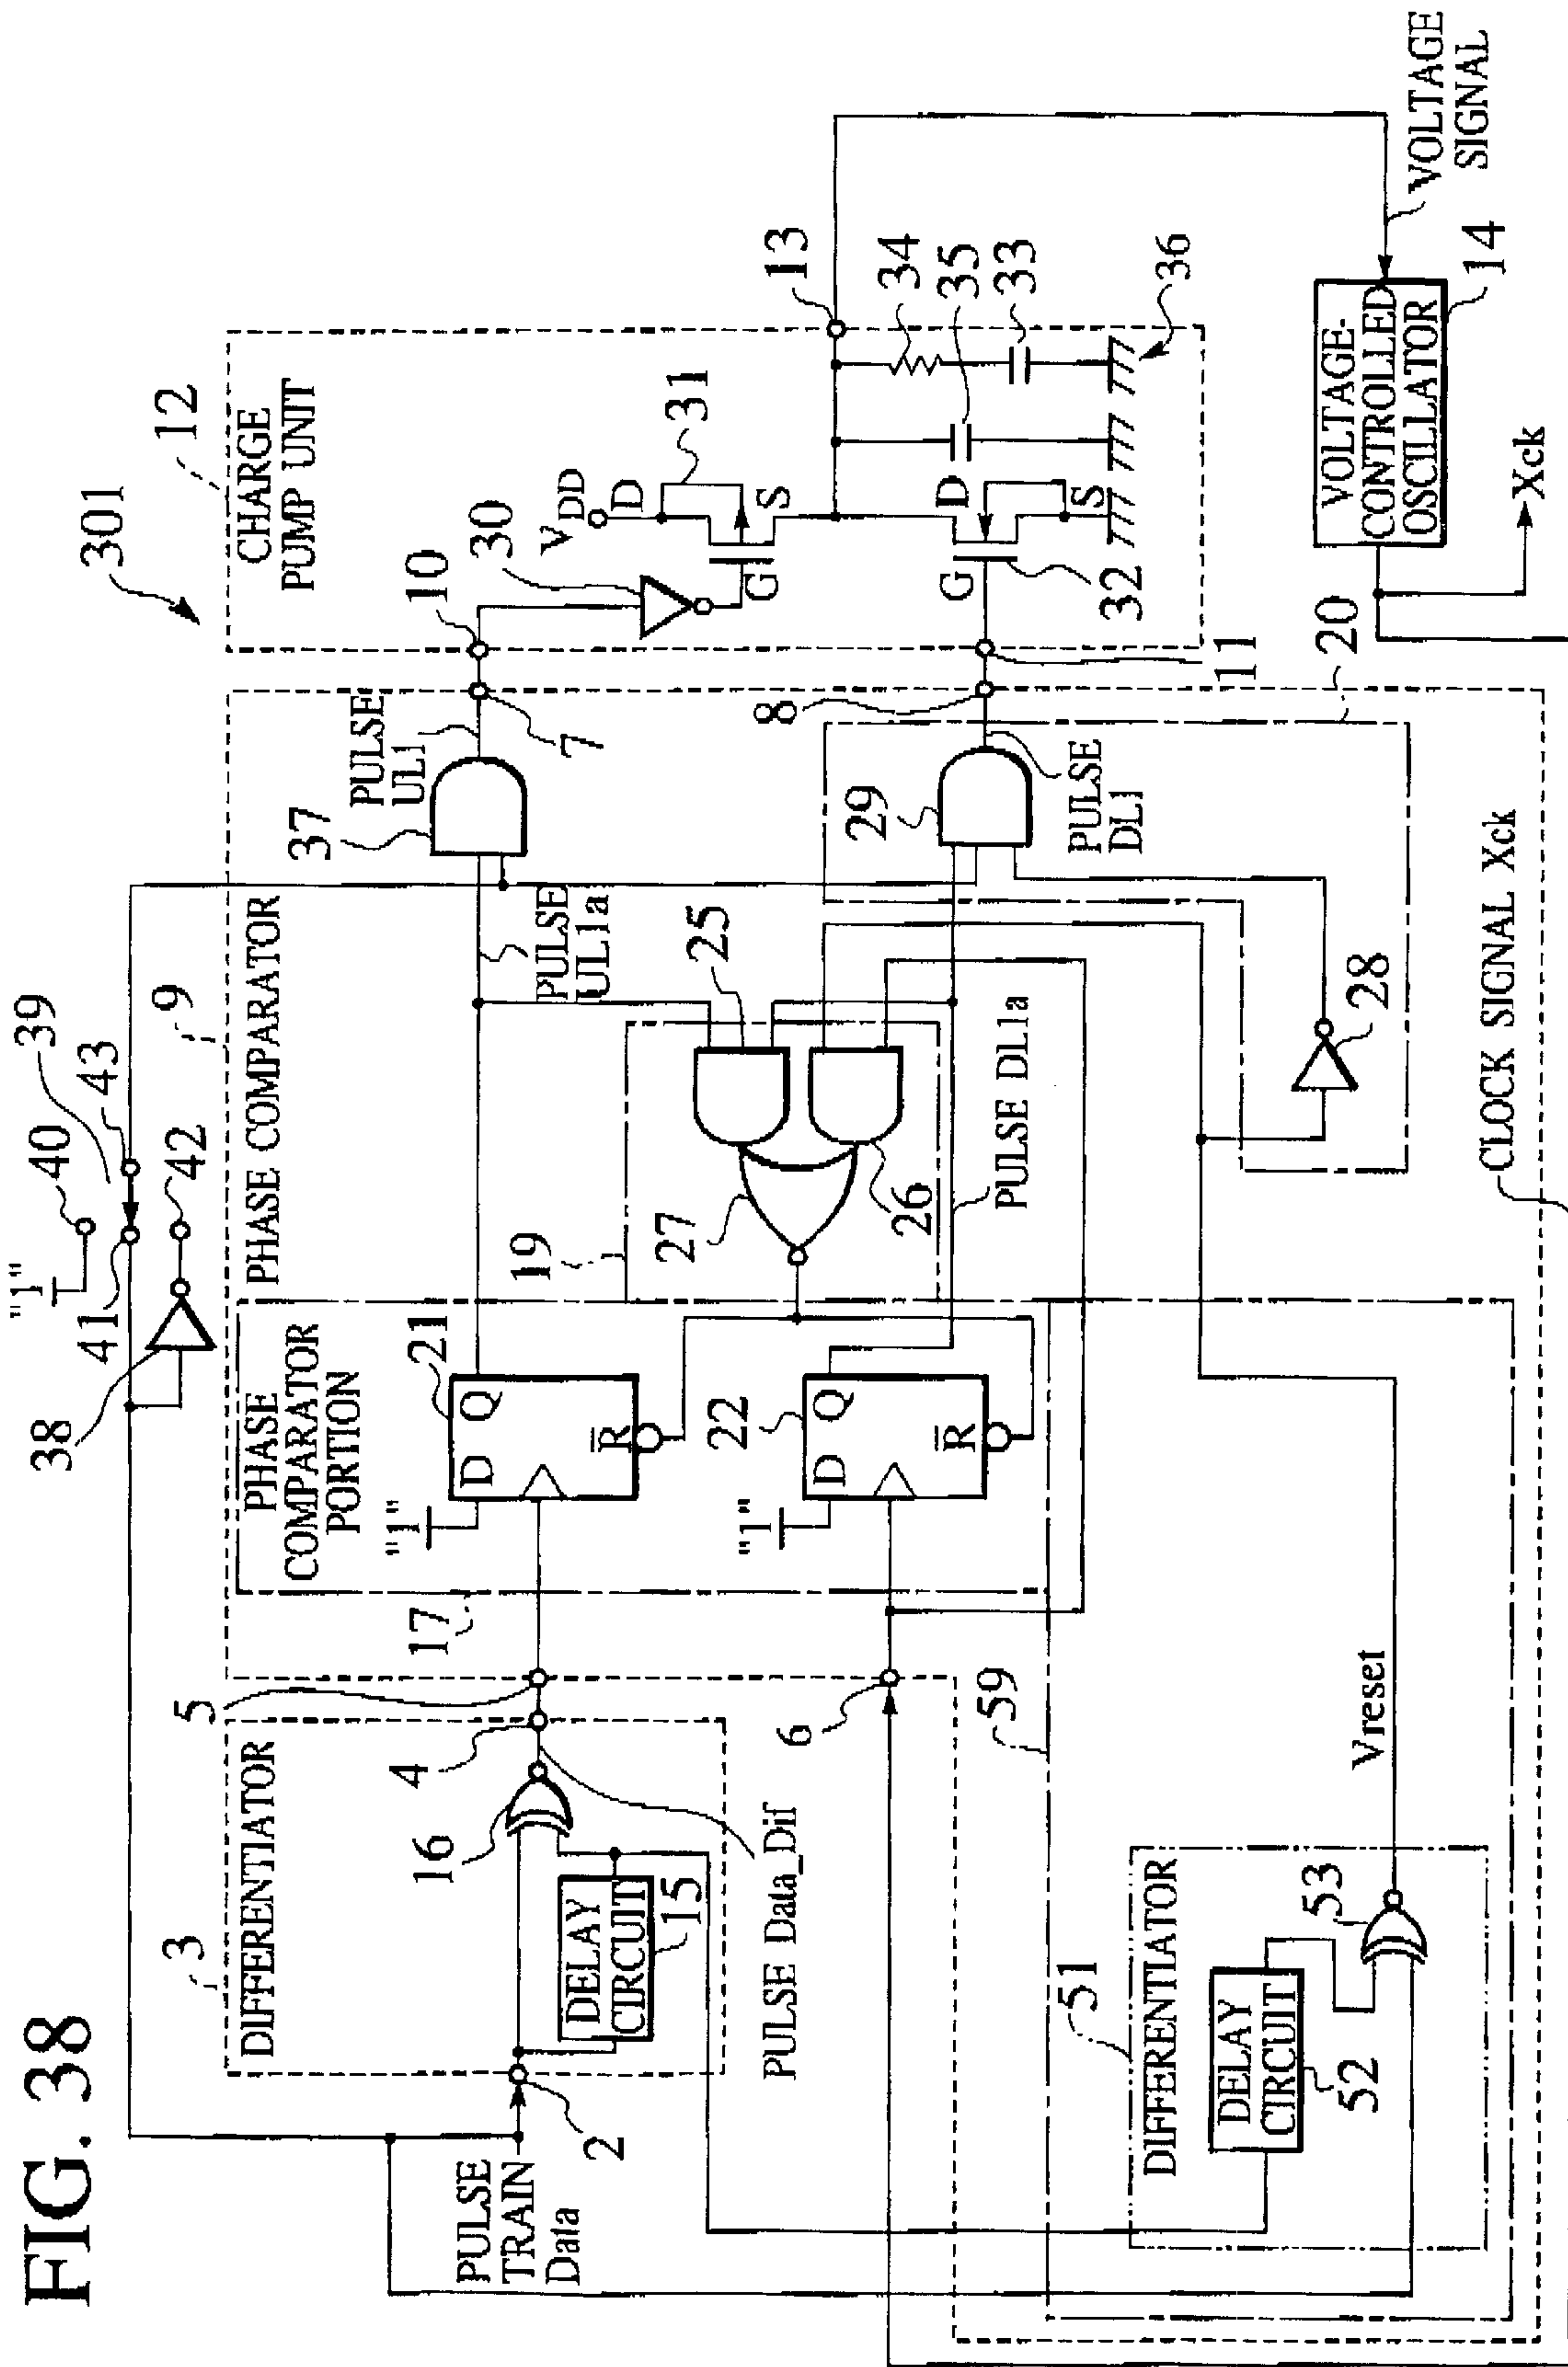 FIG. 38
301
"1"
40
39
43
41
42
38
9
12
3
DIFFERENTIATOR
PHASE COMPARATOR
CHARGE
PUMP UNIT
PHASE
COMPARATOR
PORTION
17
5
4
16
DELAY
CIRCUIT
15
PULSE
TRAIN
Data
2
PULSE Data_Dif
6
"1"
D
Q
R̅
21
"1"
D
Q
R̅
22
19
27
25
26
PULSE
UL1a
PULSE DL1a
37
PULSE
UL1
7
10
30
VDD
D
G
S
31
29
PULSE
DL1
8
11
G
D
S
32
13
34
35
33
36
20
28
59
51
DIFFERENTIATOR
DELAY
CIRCUIT
52
53
Vreset
CLOCK SIGNAL Xck
VOLTAGE-
CONTROLLED
OSCILLATOR
14
VOLTAGE
SIGNAL
Xck